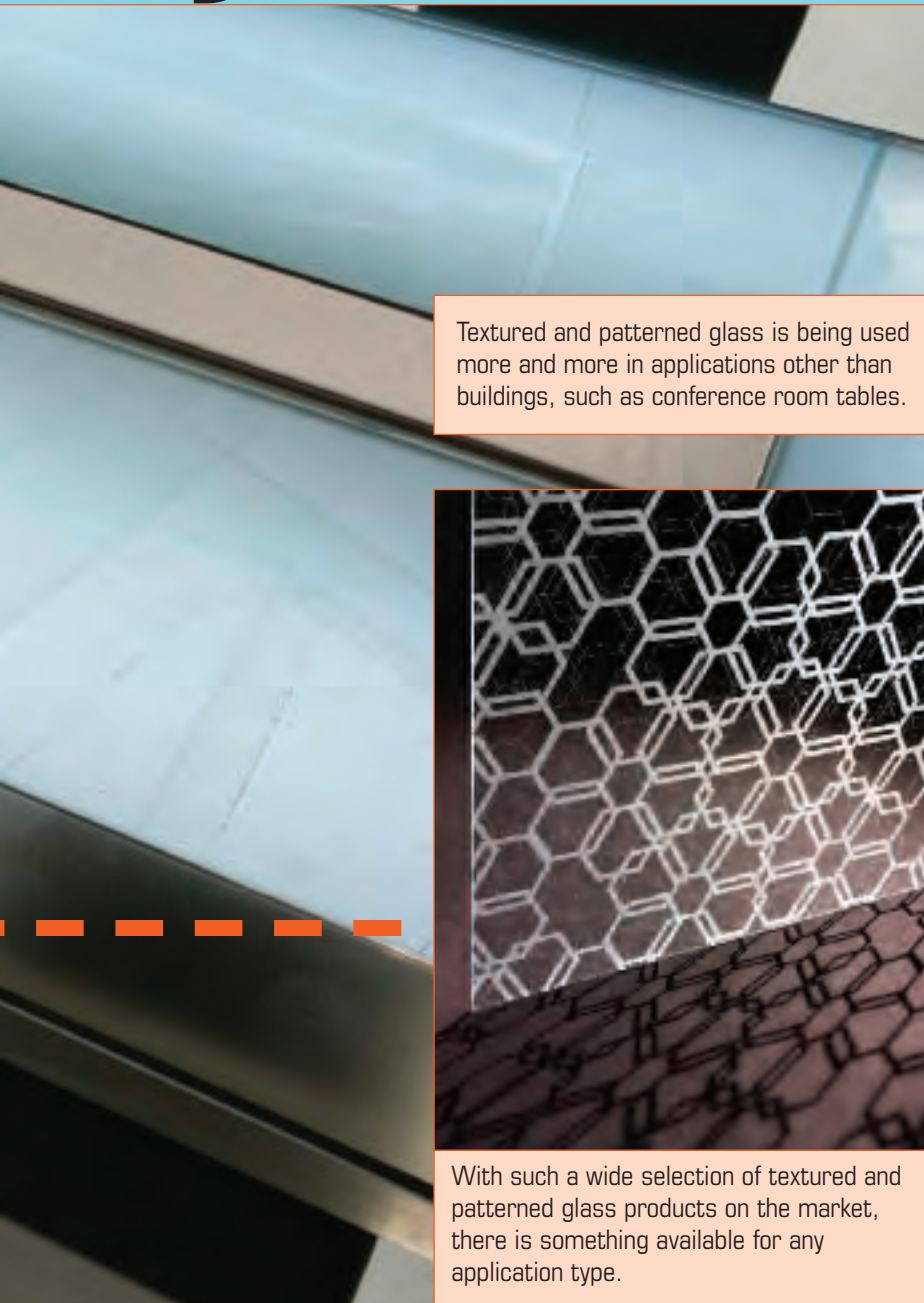 Textured and patterned glass is being used
more and more in applications other than
buildings, such as conference room tables.
With such a wide selection of textured and
patterned glass products on the market,
there is something available for any
application type.